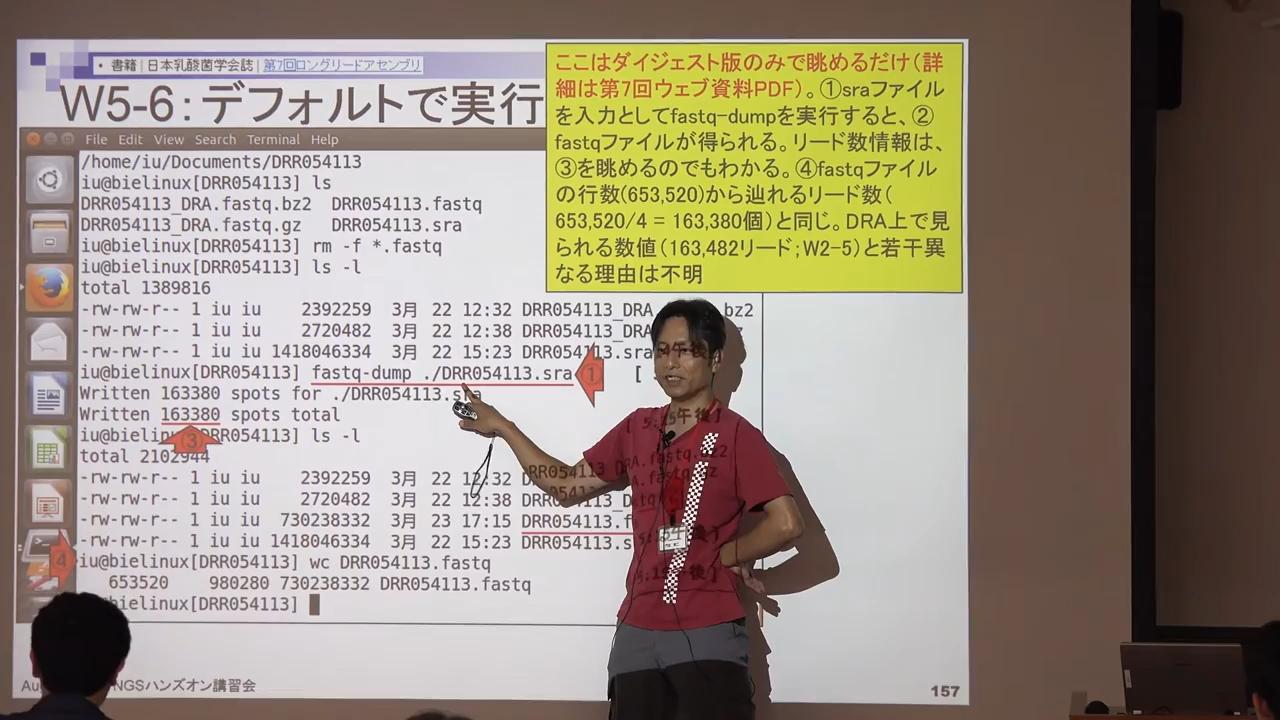 • 書籍 | 日本乳酸菌学会誌 | 第7回ロングリードアセンブリ
W5-6：デフォルトで実行
ここはダイジェスト版のみで眺めるだけ（詳
細は第7回ウェブ資料PDF）。①sraファイル
を入力としてfastq-dumpを実行すると、②
fastqファイルが得られる。リード数情報は、
③を眺めるのでもわかる。④fastqファイル
の行数(653,520)から辿れるリード数(
653,520/4 = 163,380個)と同じ。DRA上で見
られる数値（163,482リード；W2-5）と若干異
なる理由は不明
File Edit View Search Terminal Help
/home/iu/Documents/DRR054113
iu@bielinux[DRR054113] ls
DRR054113_DRA.fastq.bz2 DRR054113.fastq
DRR054113_DRA.fastq.gz DRR054113.sra
iu@bielinux[DRR054113] rm -f *.fastq
iu@bielinux[DRR054113] ls -l
total 1389816
-rw-rw-r-- 1 iu iu 2392259 3月 22 12:32 DRR054113_DRA bz2
-rw-rw-r-- 1 iu iu 2720482 3月 22 12:38 DRR054113_DRA
-rw-rw-r-- 1 iu iu 1418046334 3月 22 15:23 DRR054113.sra
iu@bielinux[DRR054113] fastq-dump ./DRR054113.sra ① [
Written 163380 spots for ./DRR054113.sra
Written 163380 spots total
③
iu@bielinux[DRR054113] ls -l
[ 5:15午後]
total 2102944
-rw-rw-r-- 1 iu iu 2392259 3月 22 12:32 DRR054113_DRA.fastq.bz2
-rw-rw-r-- 1 iu iu 2720482 3月 22 12:38 DRR054113_DRA.fastq.gz
-rw-rw-r-- 1 iu iu 730238332 3月 23 17:15 DRR054113.f
-rw-rw-r-- 1 iu iu 1418046334 3月 22 15:23 DRR054113.s
④ iu@bielinux[DRR054113] wc DRR054113.fastq
653520 980280 730238332 DRR054113.fastq
bielinux[DRR054113]
5:15午後]
NGSハンズオン講習会
157